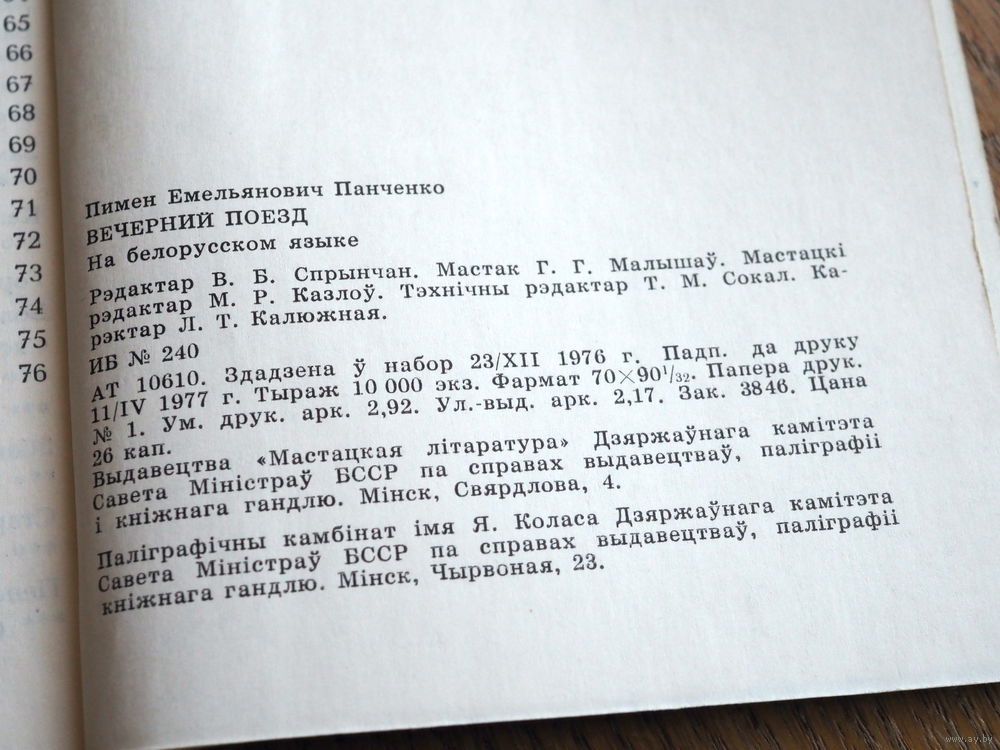 65
66
67
68
69
70
71
72
73
74
75
76
Пимен Емельянович Панченко
ВЕЧЕРНИЙ ПОЕЗД
На белорусском языке
Рэдактар В. Б. Спрынчан. Мастак Г. Г. Малышаў. Мастацкі
рэдактар М. Р. Казлоў. Тэхнічны рэдактар Т. М. Сокал. Ка-
рэктар Л. Т. Калюжная.
ИБ № 240
АТ 10610. Здадзена ў набор 23/XII 1976 г. Падп. да друку
11/IV 1977 г. Тыраж 10 000 экз. Фармат 70×90¹/₃₂. Папера друк.
№ 1. Ум. друк. арк. 2,92. Ул.-выд. арк. 2,17. Зак. 3846. Цана
26 кап.
Выдавецтва «Мастацкая літаратура» Дзяржаўнага камітэта
Савета Міністраў БССР па справах выдавецтваў, паліграфіі
і кніжнага гандлю. Мінск, Свярдлова, 4.
Паліграфічны камбінат імя Я. Коласа Дзяржаўнага камітэта
Савета Міністраў БССР па справах выдавецтваў, паліграфіі
кніжнага гандлю. Мінск, Чырвоная, 23.
www.ay.by